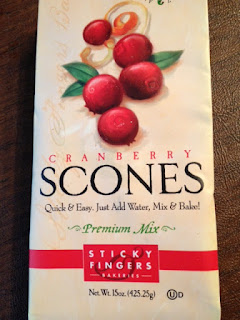 CRANBERRY
SCONES
Quick & Easy. Just Add Water, Mix & Bake!
Premium Mix
STICKY
FINGERS
BAKERIES
Net. Wt. 15oz. (425.25g)
U D